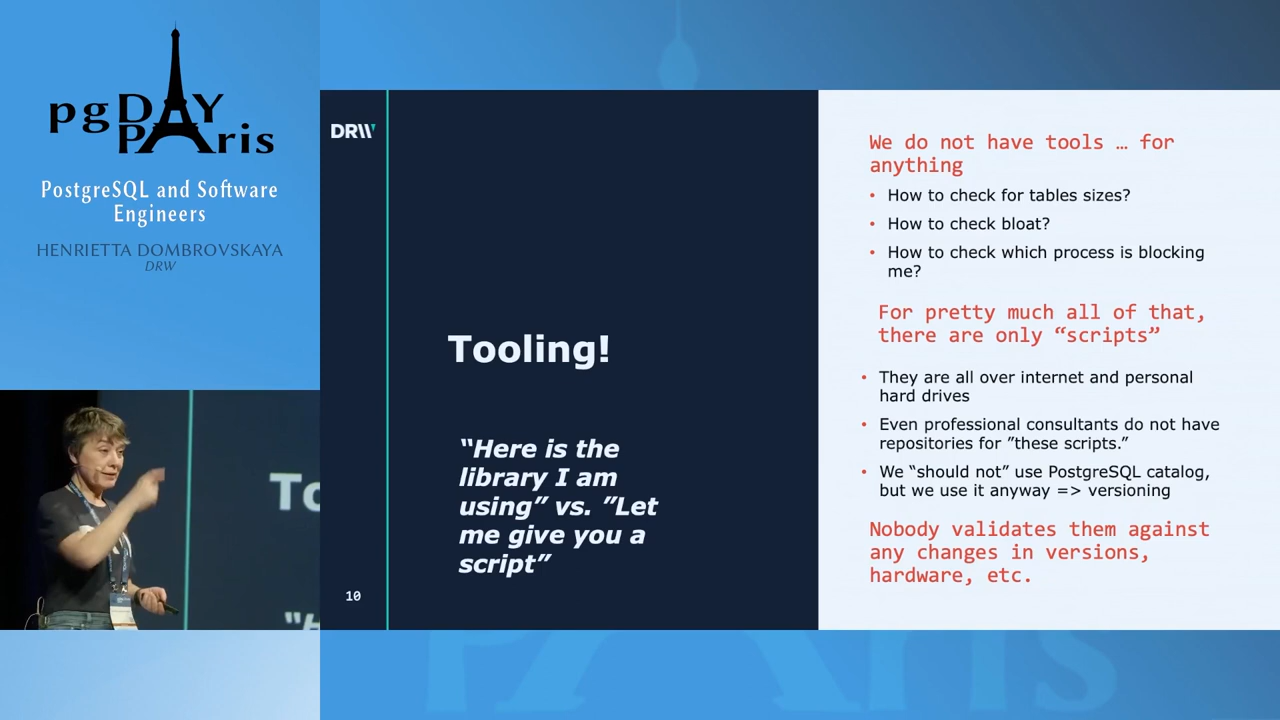 pgDAY
PAris
PostgreSQL and Software
Engineers
HENRIETTA DOMBROVSKAYA
DRW
DRW
Tooling!
“Here is the
library I am
using” vs. ”Let
me give you a
script”
10
We do not have tools … for
anything
• How to check for tables sizes?
• How to check bloat?
• How to check which process is blocking
me?
For pretty much all of that,
there are only “scripts”
• They are all over internet and personal
hard drives
• Even professional consultants do not have
repositories for ”these scripts.”
• We “should not” use PostgreSQL catalog,
but we use it anyway => versioning
Nobody validates them against
any changes in versions,
hardware, etc.
To
“H
PAris